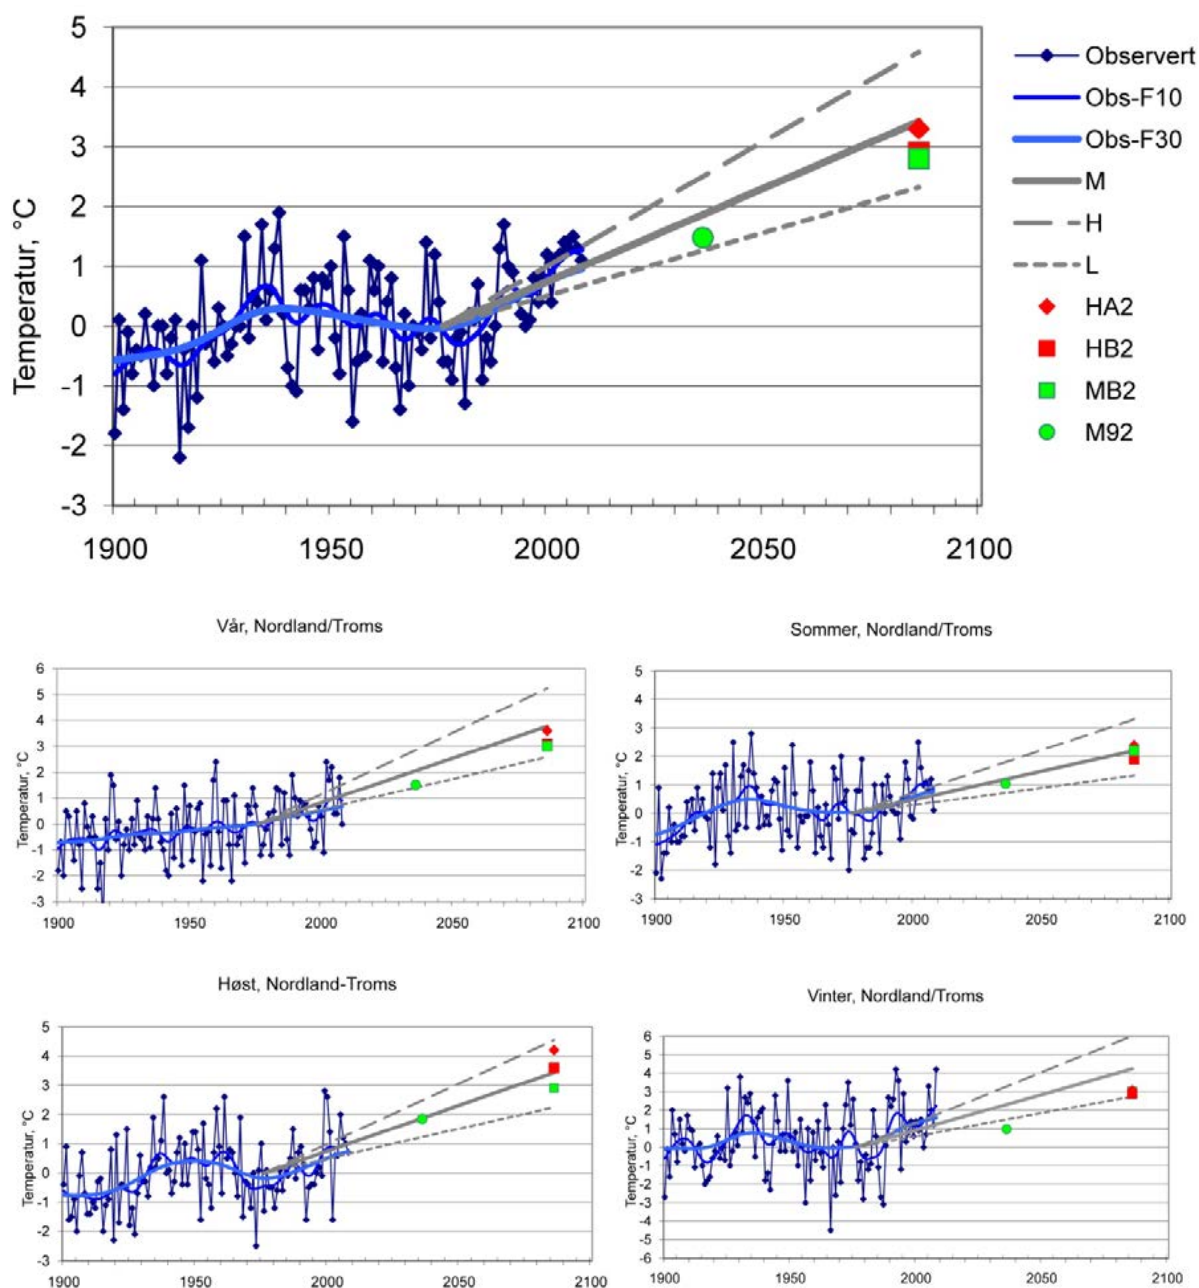 5
4
3
2
1
0
-1
-2
-3
Temperatur, °C
1900 1950 2000 2050 2100
Observert
Obs-F10
Obs-F30
M
H
L
HA2
HB2
MB2
M92
Vår, Nordland/Troms
6
5
4
3
2
1
0
-1
-2
-3
Temperatur, °C
1900 1950 2000 2050 2100
Sommer, Nordland/Troms
5
4
3
2
1
0
-1
-2
-3
Temperatur, °C
1900 1950 2000 2050 2100
Høst, Nordland-Troms
5
4
3
2
1
0
-1
-2
-3
Temperatur, °C
1900 1950 2000 2050 2100
Vinter, Nordland/Troms
6
5
4
3
2
1
0
-1
-2
-3
-4
-5
-6
Temperatur, °C
1900 1950 2000 2050 2100